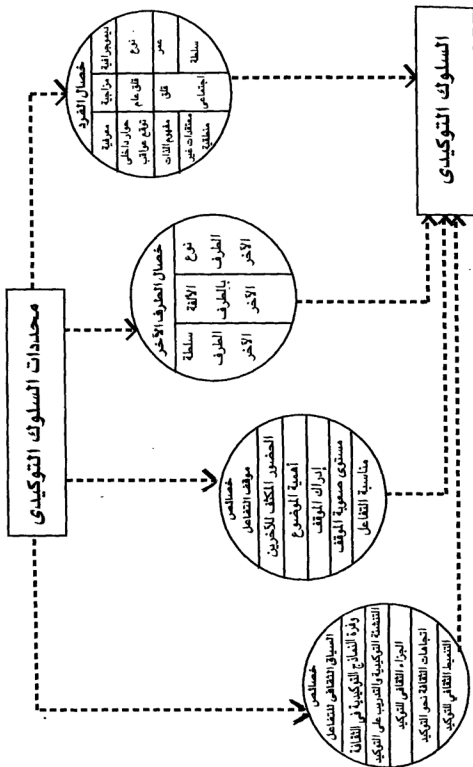 محددات السلوك التوكيدى
خصال الفرد
ديموجرافية
مزاجية
معرفية
نوع
قلق عام
حوار داخلى
توقع عواقب
عمر
قلق
اجتماعى
مفهوم الذات
سلطة
معتقدات غير
منطقية
خصال الطرف الآخر
نوع
الطرف
الآخر
الألفة
بالطرف
الآخر
سلطة
الطرف
الآخر
خصائص
موقف التفاعل
الحضور المكثف للآخرين
أهمية الموضوع
إدراك الموقف
مستوى صعوبة الموقف
مناسبة التفاعل
خصائص
السياق الثقافى للتفاعل
وفرة النماذج التوكيدية فى الثقافة
التنشئة التوكيدية والتدريب على التوكيد
الجزاء الثقافى للتوكيد
اتجاهات الثقافة نحو التوكيد
التنميط الثقافى للتوكيد
السلوك التوكيدى